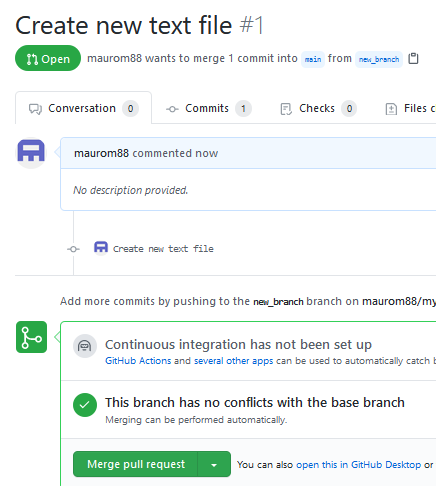 Create new text file #1
Open maurom88 wants to merge 1 commit into main from new_branch
Conversation 0 Commits 1 Checks 0 Files c
maurom88 commented now
No description provided.
Create new text file
Add more commits by pushing to the new_branch branch on maurom88/my
Continuous integration has not been set up
GitHub Actions and several other apps can be used to automatically catch b
This branch has no conflicts with the base branch
Merging can be performed automatically.
Merge pull request You can also open this in GitHub Desktop or